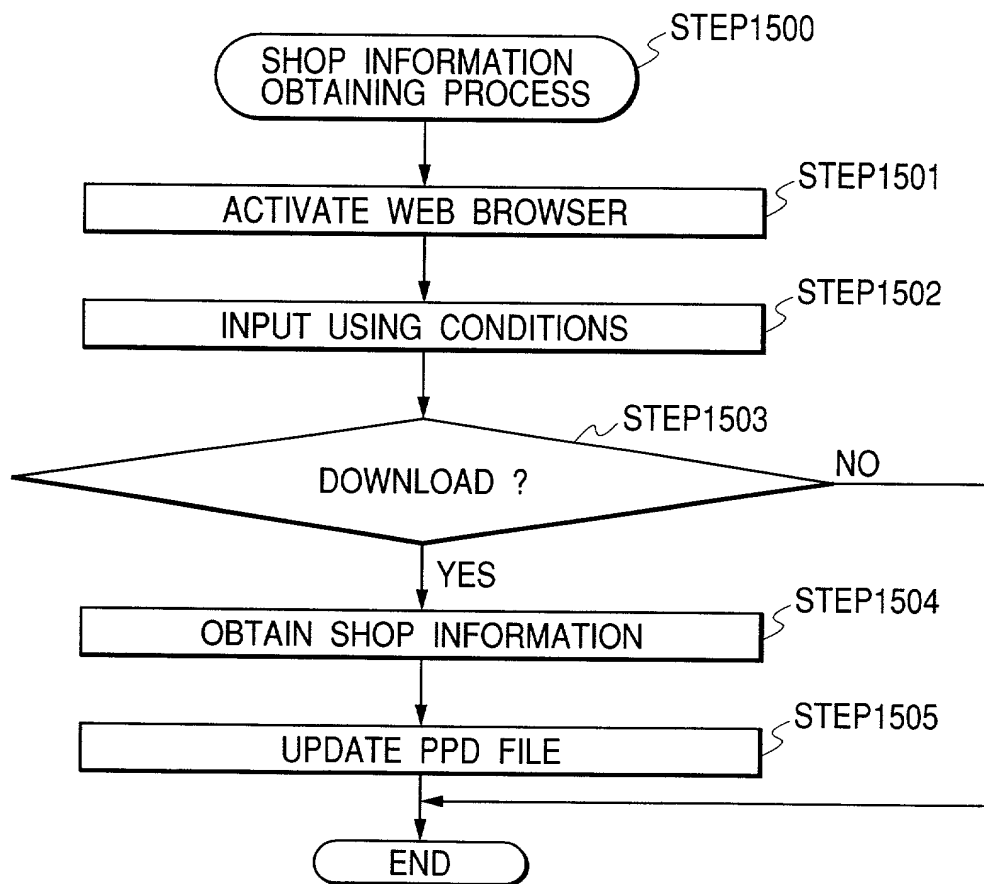 STEP1500
SHOP INFORMATION
OBTAINING PROCESS
STEP1501
ACTIVATE WEB BROWSER
STEP1502
INPUT USING CONDITIONS
STEP1503
DOWNLOAD ?
NO
YES
STEP1504
OBTAIN SHOP INFORMATION
STEP1505
UPDATE PPD FILE
END